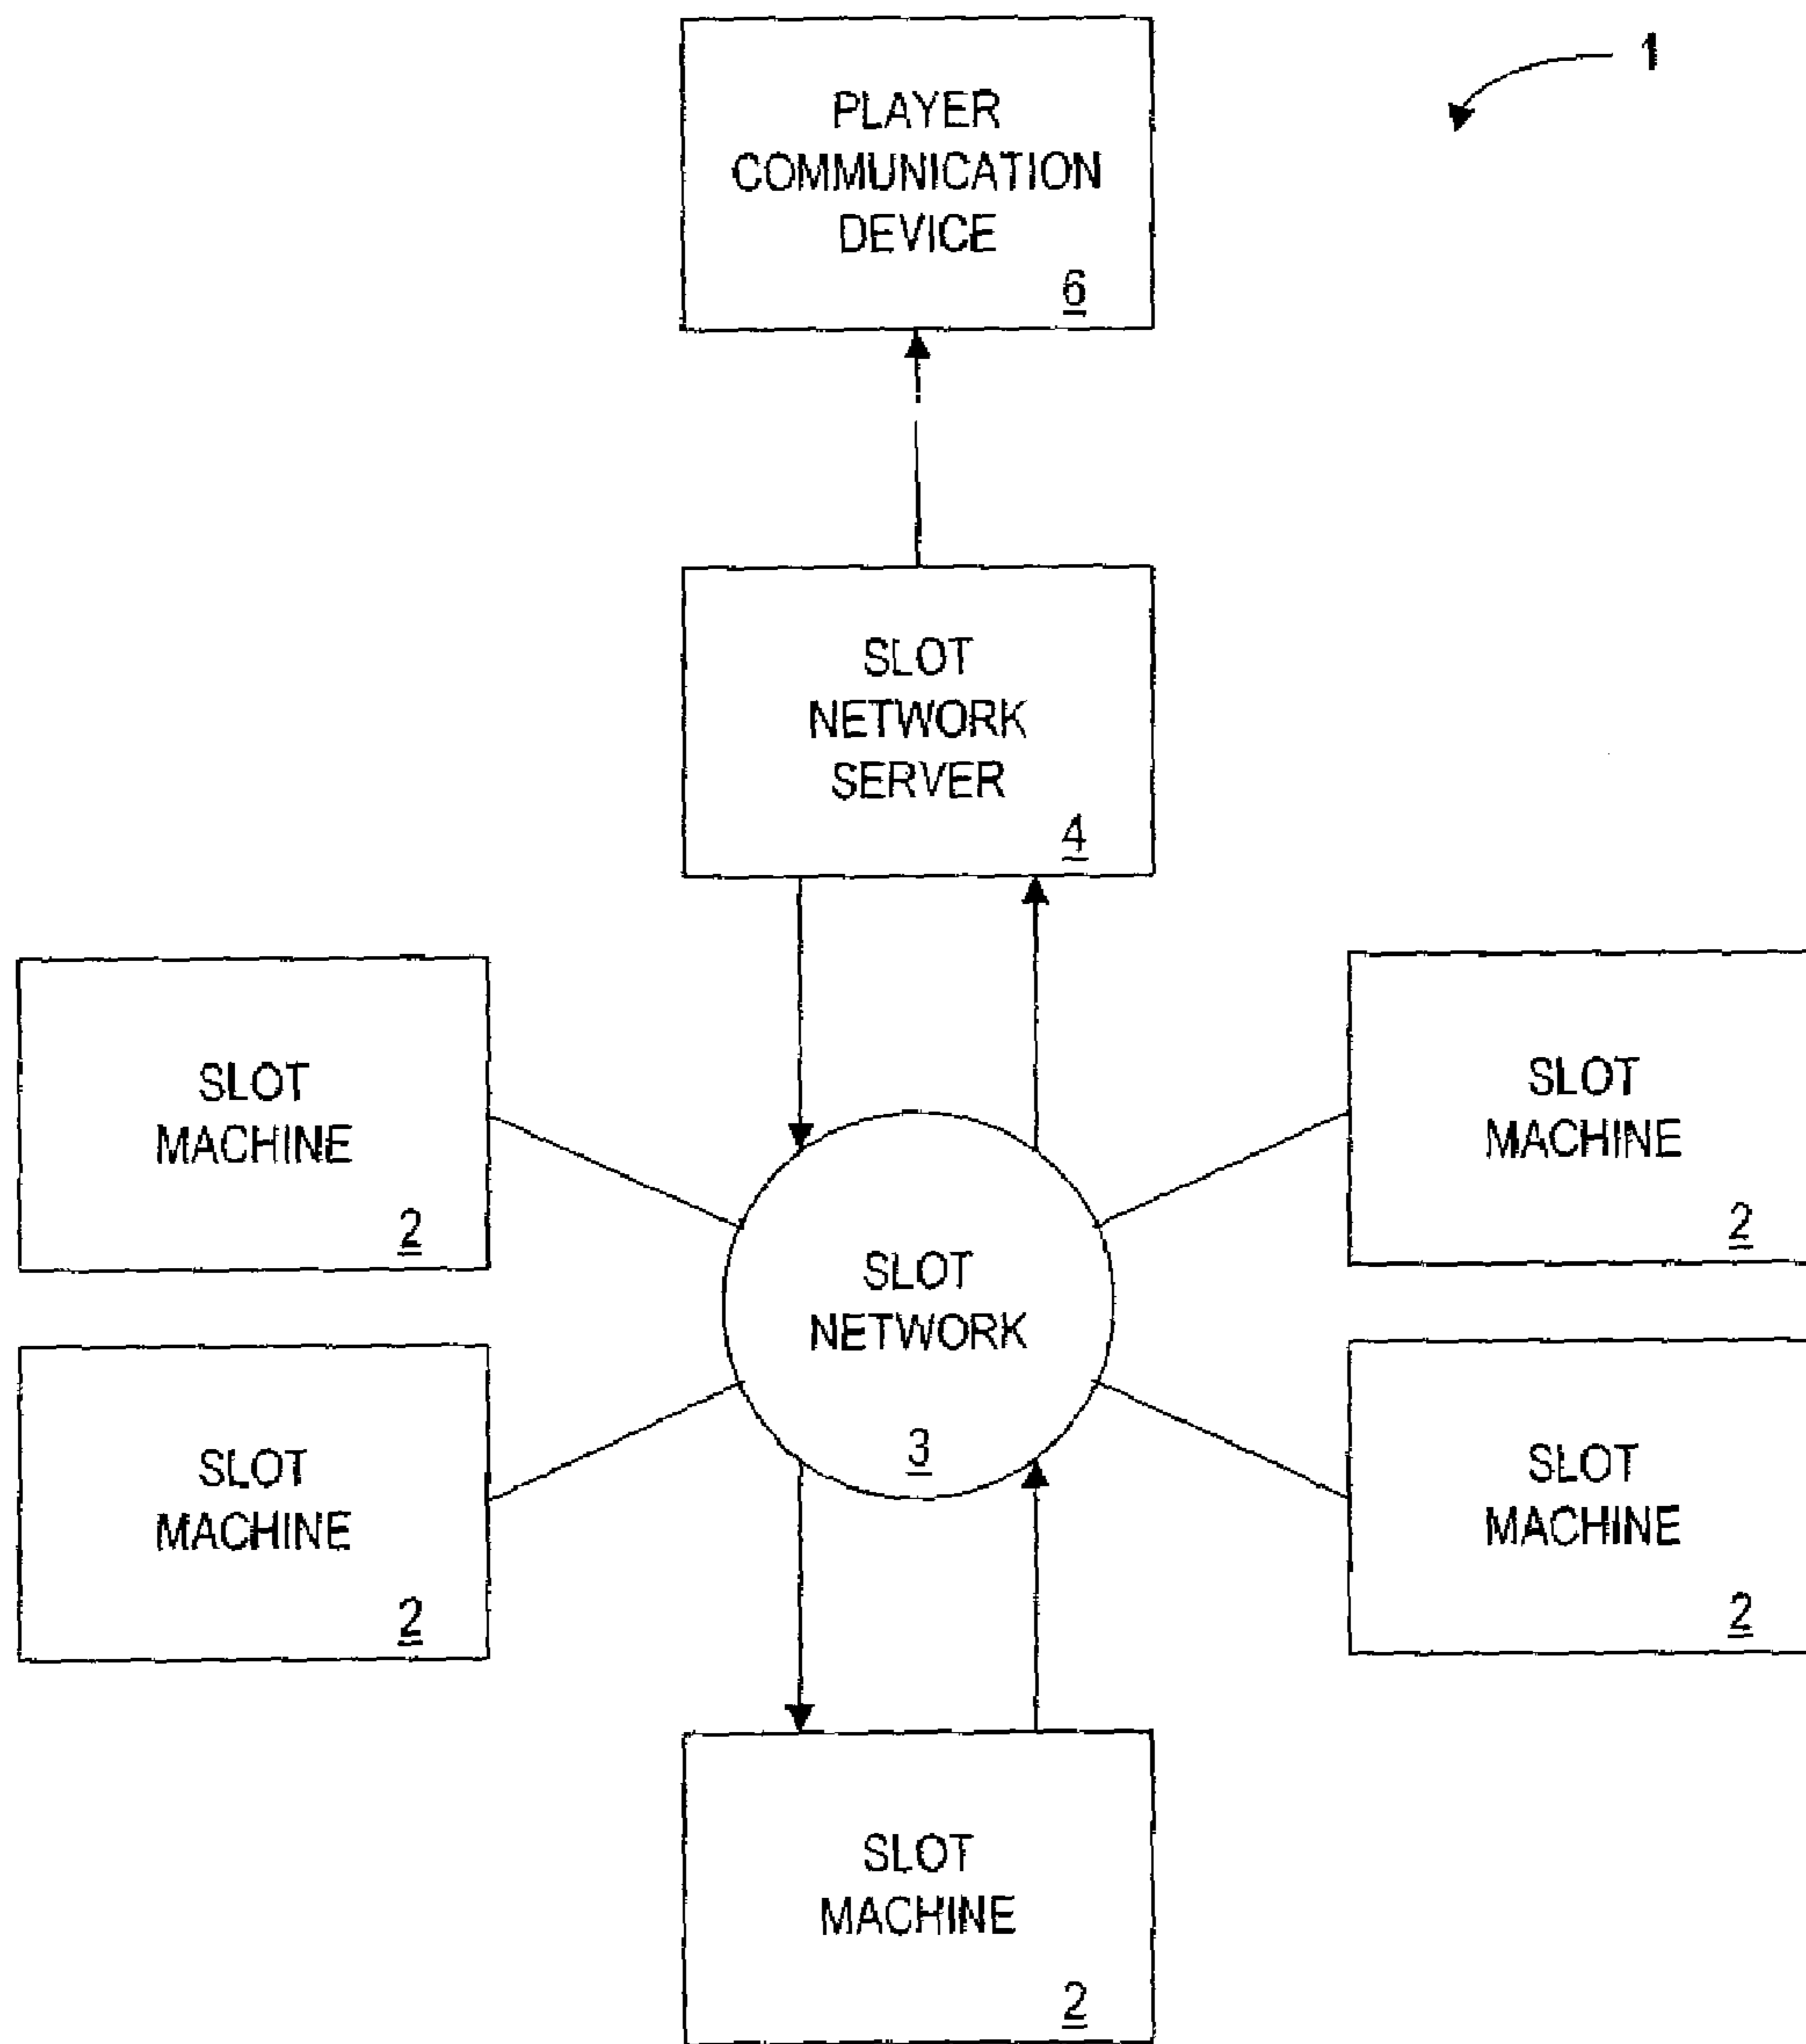 1
PLAYER
COMMUNICATION
DEVICE
6
SLOT
NETWORK
SERVER
4
SLOT
MACHINE
2
SLOT
MACHINE
2
SLOT
NETWORK
3
SLOT
MACHINE
2
SLOT
MACHINE
2
SLOT
MACHINE
2